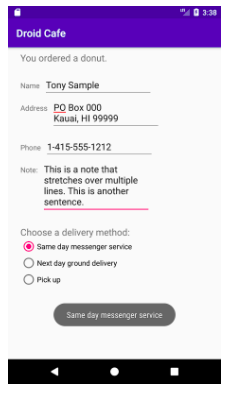 3:38
Droid Cafe
You ordered a donut.
Name Tony Sample
Address PO Box 000
Kauai, HI 99999
Phone 1-415-555-1212
Note: This is a note that
stretches over multiple
lines. This is another
sentence.
Choose a delivery method:
Same day messenger service
Next day ground delivery
Pick up
Same day messenger service